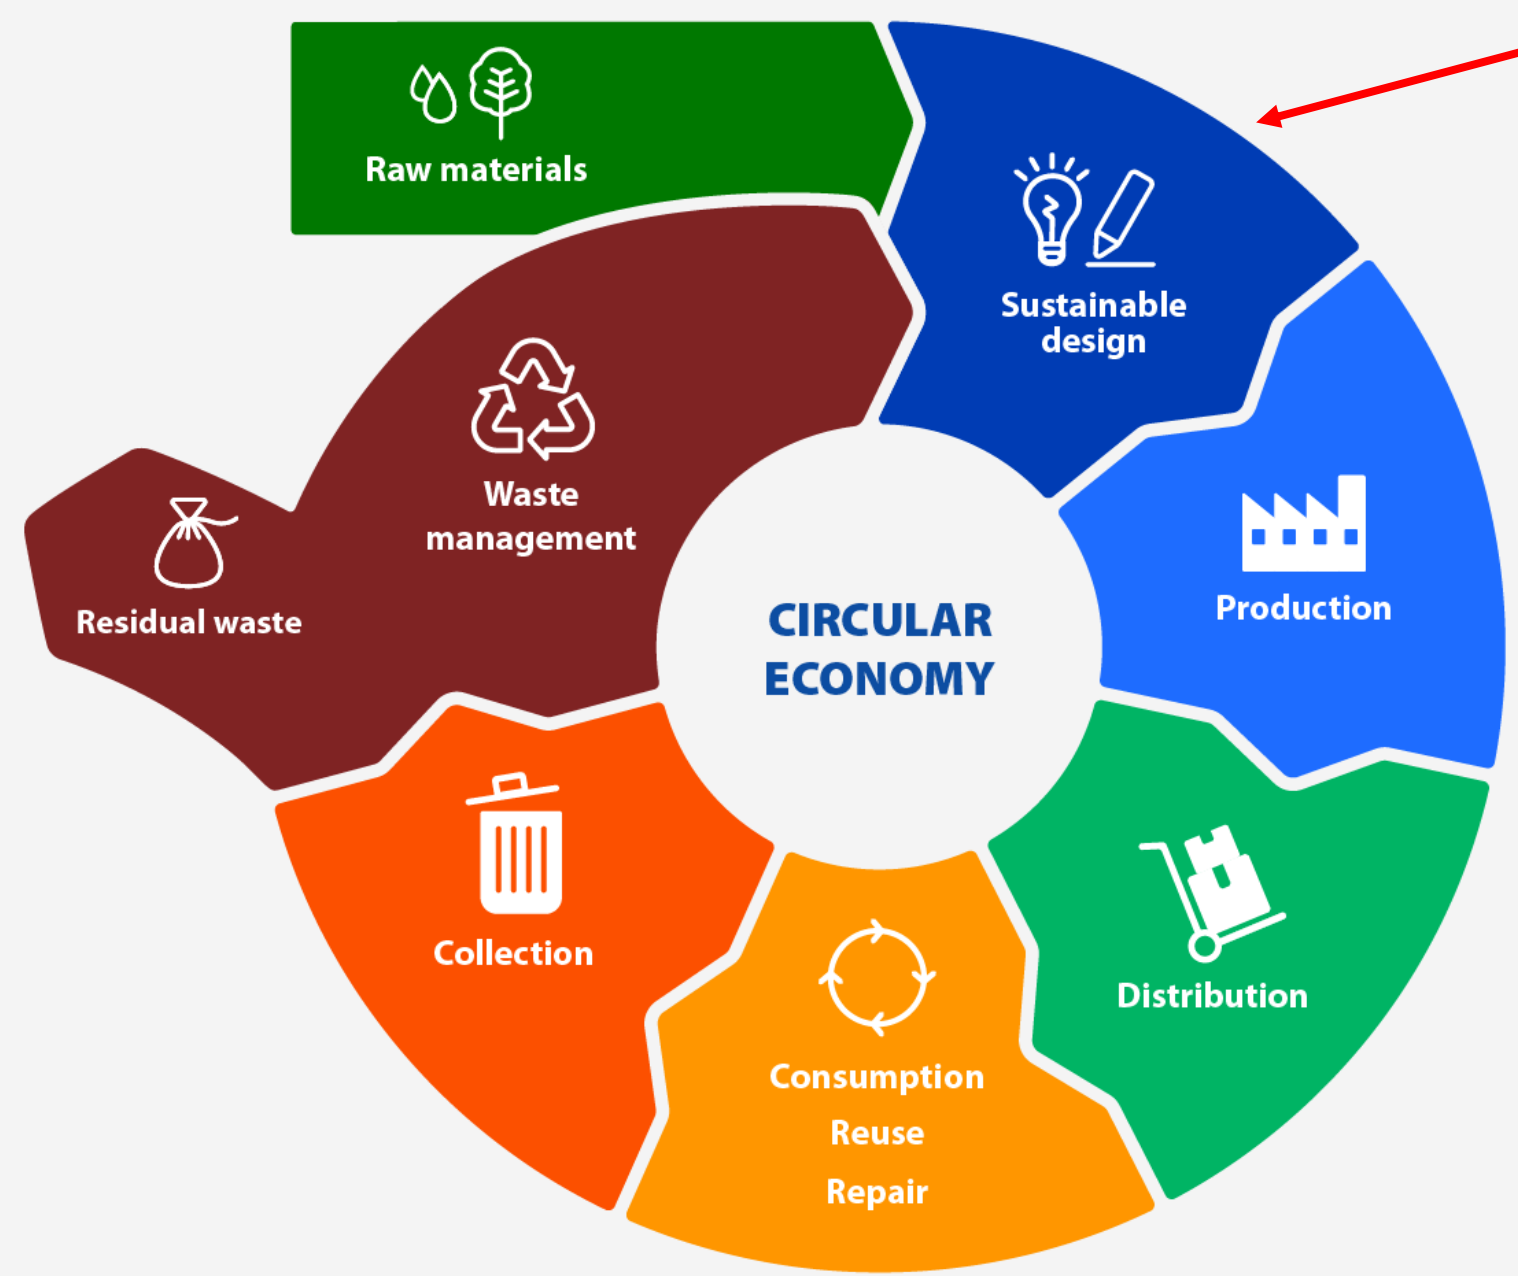 Raw materials
Sustainable
design
Production
Distribution
Consumption
Reuse
Repair
Collection
Waste
management
Residual waste
CIRCULAR
ECONOMY